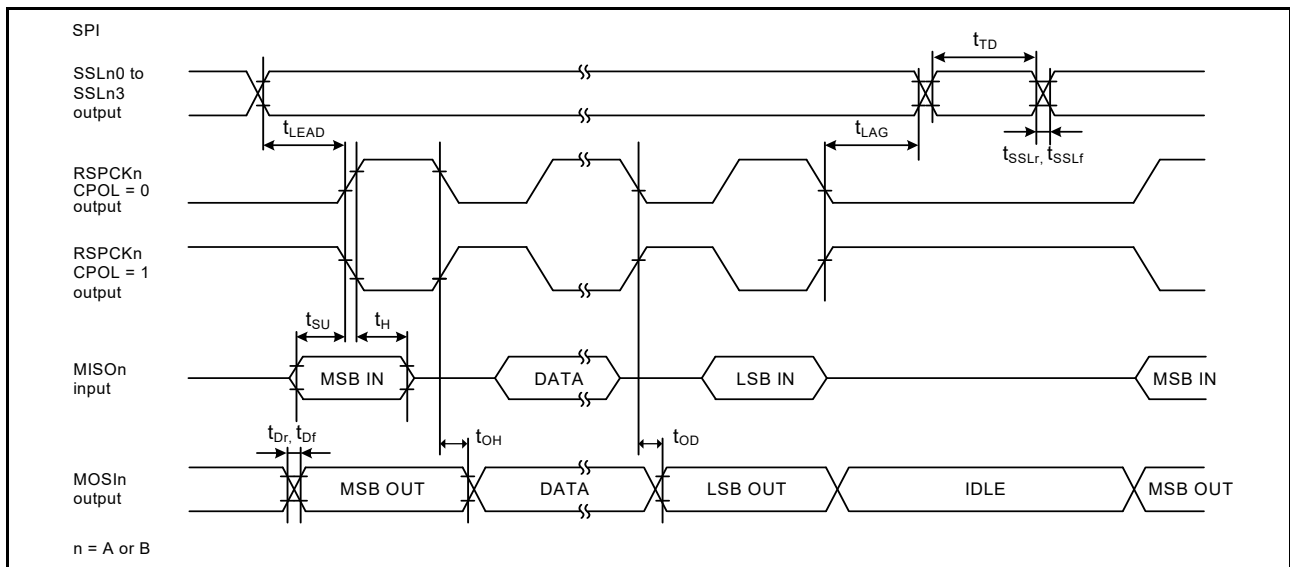 SPI
SSLn0 to
SSLn3
output
tTD
tLEAD
tLAG
tSSLr, tSSLf
RSPCKn
CPOL = 0
output
RSPCKn
CPOL = 1
output
tSU
tH
MISOn
input
MSB IN
DATA
LSB IN
MSB IN
tDr, tDf
tOH
tOD
MOSIn
output
MSB OUT
DATA
LSB OUT
IDLE
MSB OUT
n = A or B